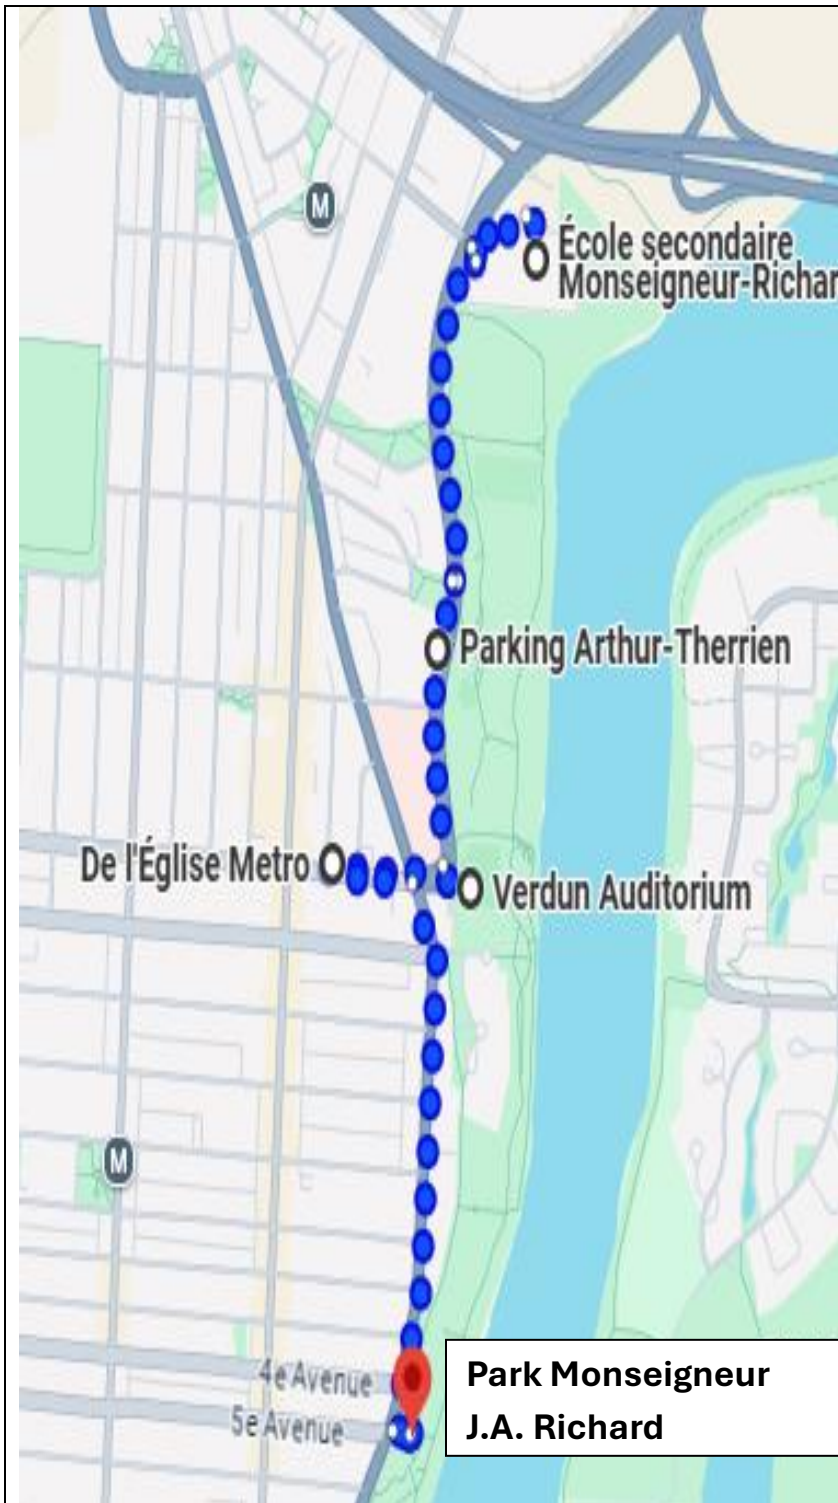 M
École secondaire
Monseigneur-Richar
Parking Arthur-Therrien
De l'Église Metro
Verdun Auditorium
M
4e Avenue
5e Avenue
Park Monseigneur
J.A. Richard